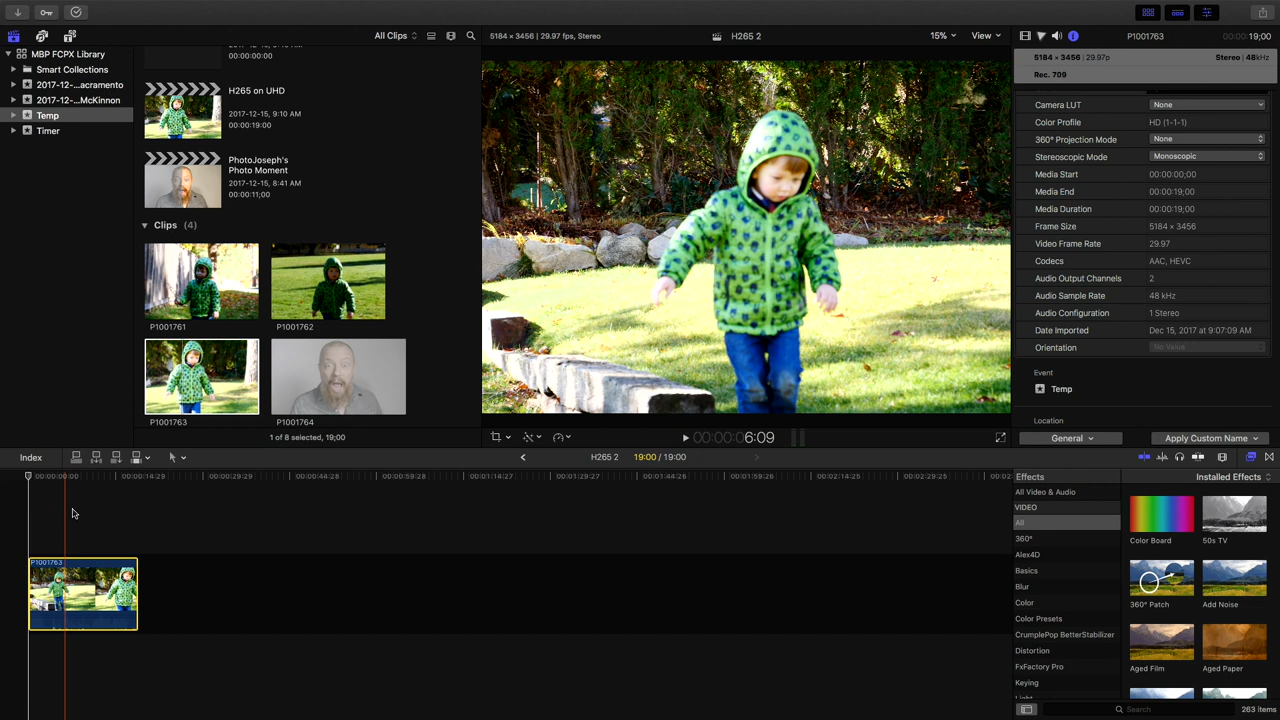 All Clips
5184 × 3456 | 29.97 fps, Stereo
H265 2
15%
View
P1001763
00:00:19;00
MBP FCPX Library
Smart Collections
2017-12-...acramento
2017-12-... McKinnon
Temp
Timer
00:00:00:00
H265 on UHD
2017-12-15, 9:10 AM
00:00:19:00
PhotoJoseph's
Photo Moment
2017-12-15, 8:41 AM
00:00:11;00
Clips (4)
P1001761
P1001762
P1001763
P1001764
1 of 8 selected, 19;00
00:00:00:06:09
5184 × 3456 | 29.97p
Stereo | 48kHz
Rec. 709
Camera LUT None
Color Profile HD (1-1-1)
360° Projection Mode None
Stereoscopic Mode Monoscopic
Media Start 00:00:00;00
Media End 00:00:19;00
Media Duration 00:00:19;00
Frame Size 5184 × 3456
Video Frame Rate 29.97
Codecs AAC, HEVC
Audio Output Channels 2
Audio Sample Rate 48 kHz
Audio Configuration 1 Stereo
Date Imported Dec 15, 2017 at 9:07:09 AM
Orientation No Value
Event
Temp
Location
General
Apply Custom Name
Index
H265 2
19:00 / 19:00
00:00:00:00
00:00:14:29
00:00:29:29
00:00:44:28
00:00:59:28
00:01:14:27
00:01:29:27
00:01:44:26
00:01:59:26
00:02:14:25
00:02:29:25
P1001763
Effects
Installed Effects
All Video & Audio
VIDEO
All
360°
Alex4D
Basics
Blur
Color
Color Presets
CrumplePop BetterStabilizer
Distortion
FxFactory Pro
Keying
Light
Color Board
50s TV
360° Patch
Add Noise
Aged Film
Aged Paper
Search
263 items